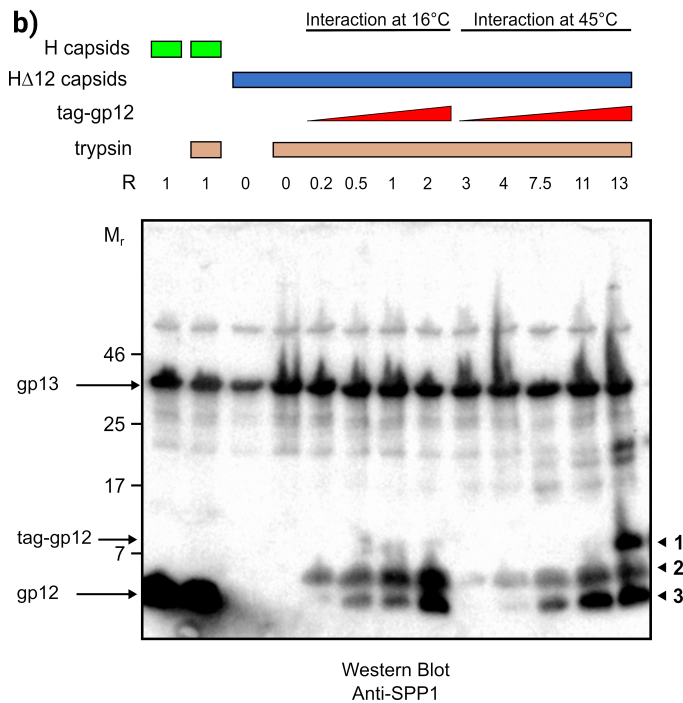 b)
Interaction at 16°C Interaction at 45°C
H capsids
HΔ12 capsids
tag-gp12
trypsin
R 1 1 0 0 0.2 0.5 1 2 3 4 7.5 11 13
Mr
46
gp13
25
17
tag-gp12 1
7
2
gp12 3
Western Blot
Anti-SPP1